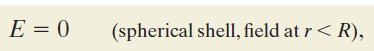 E = 0 (spherical shell, field at r < R),